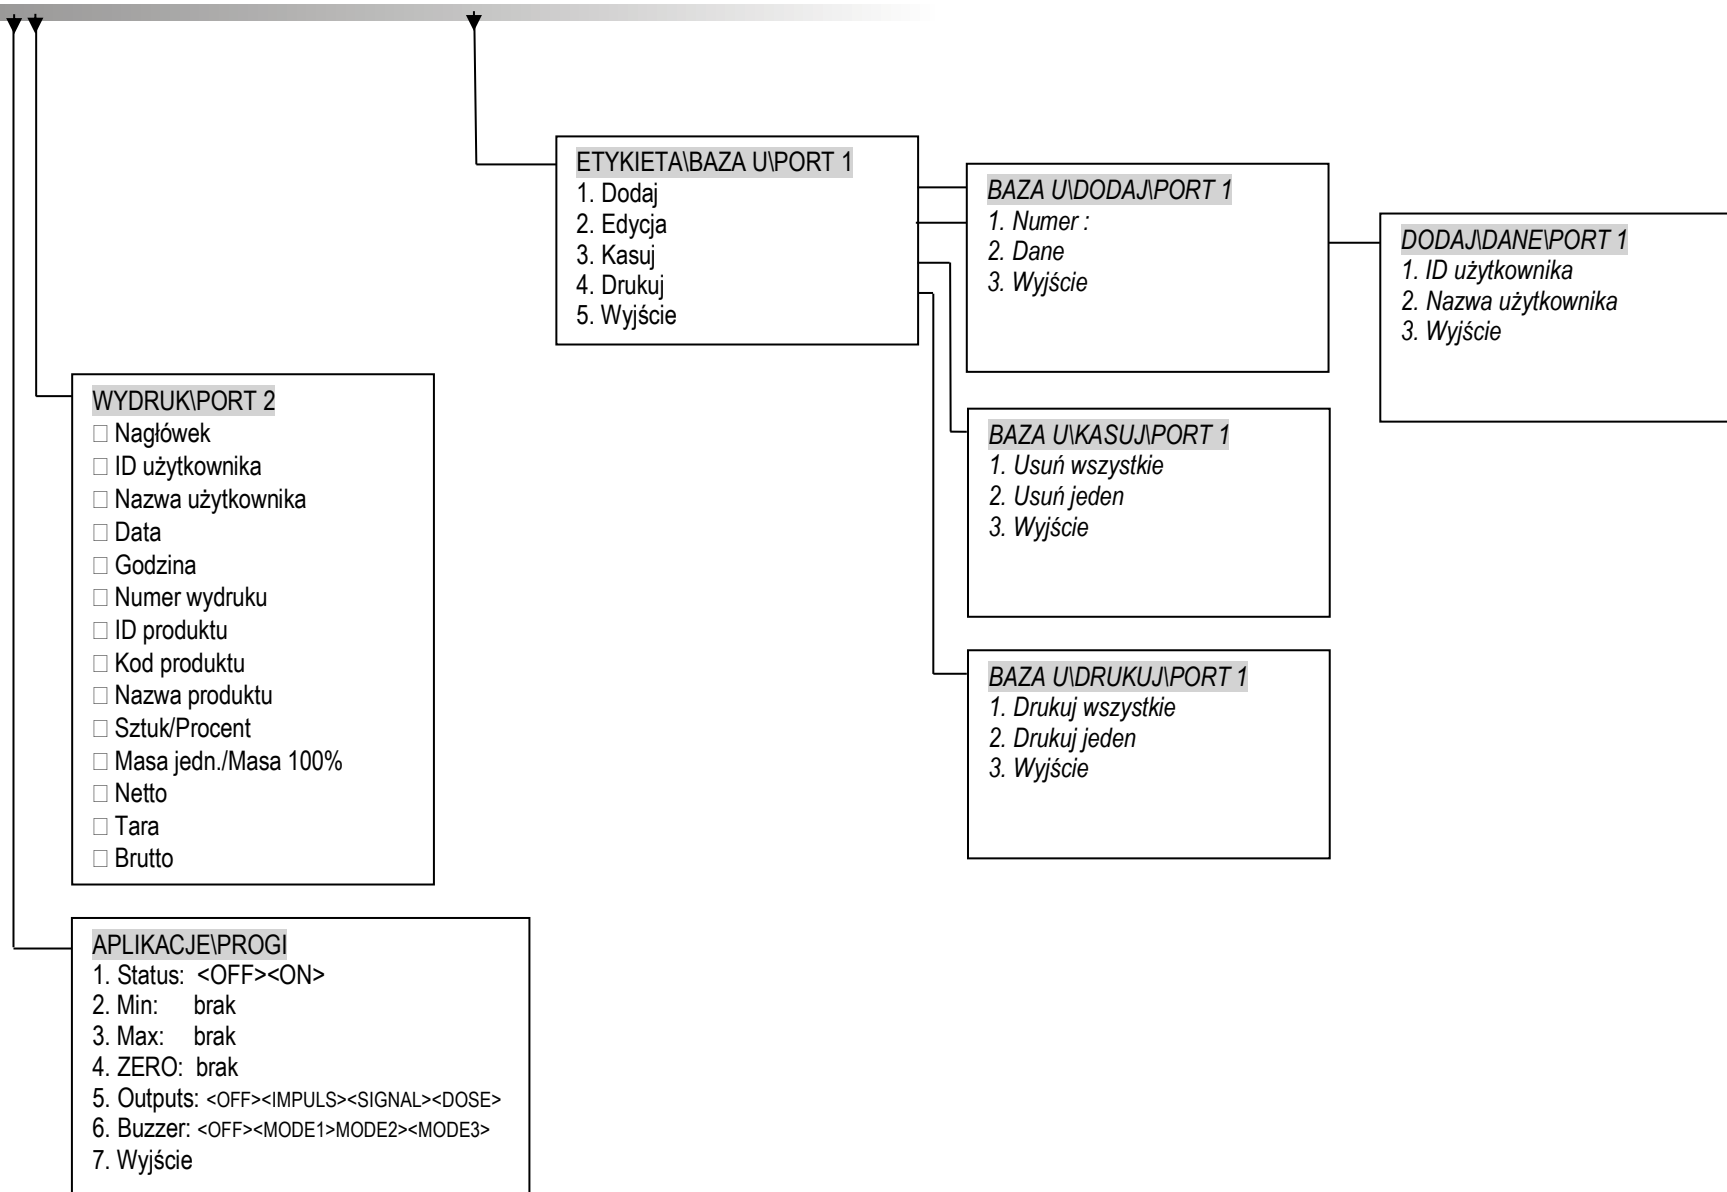 ETYKIETA\BAZA U\PORT 1
1. Dodaj
2. Edycja
3. Kasuj
4. Drukuj
5. Wyjście
BAZA U\DODAJ\PORT 1
1. Numer :
2. Dane
3. Wyjście
DODAJ\DANE\PORT 1
1. ID użytkownika
2. Nazwa użytkownika
3. Wyjście
WYDRUK\PORT 2
□ Nagłówek
□ ID użytkownika
□ Nazwa użytkownika
□ Data
□ Godzina
□ Numer wydruku
□ ID produktu
□ Kod produktu
□ Nazwa produktu
□ Sztuk/Procent
□ Masa jedn./Masa 100%
□ Netto
□ Tara
□ Brutto
BAZA U\KASUJ\PORT 1
1. Usuń wszystkie
2. Usuń jeden
3. Wyjście
BAZA U\DRUKUJ\PORT 1
1. Drukuj wszystkie
2. Drukuj jeden
3. Wyjście
APLIKACJE\PROGI
1. Status: <OFF><ON>
2. Min: brak
3. Max: brak
4. ZERO: brak
5. Outputs: <OFF><IMPULS><SIGNAL><DOSE>
6. Buzzer: <OFF><MODE1>MODE2><MODE3>
7. Wyjście